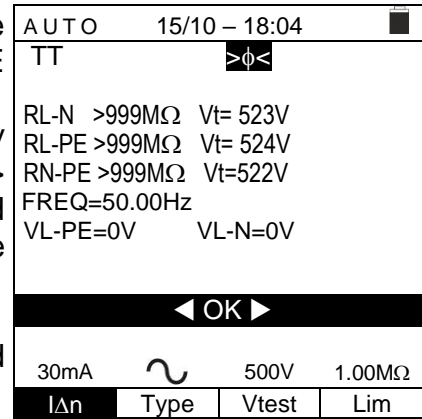 e
E
y
>
d
e
d
AUTO 15/10 – 18:04
TT >ϕ<
RL-N >999MΩ Vt= 523V
RL-PE >999MΩ Vt= 524V
RN-PE >999MΩ Vt=522V
FREQ=50.00Hz
VL-PE=0V VL-N=0V
◀ OK ▶
30mA 500V 1.00MΩ
IΔn Type Vtest Lim